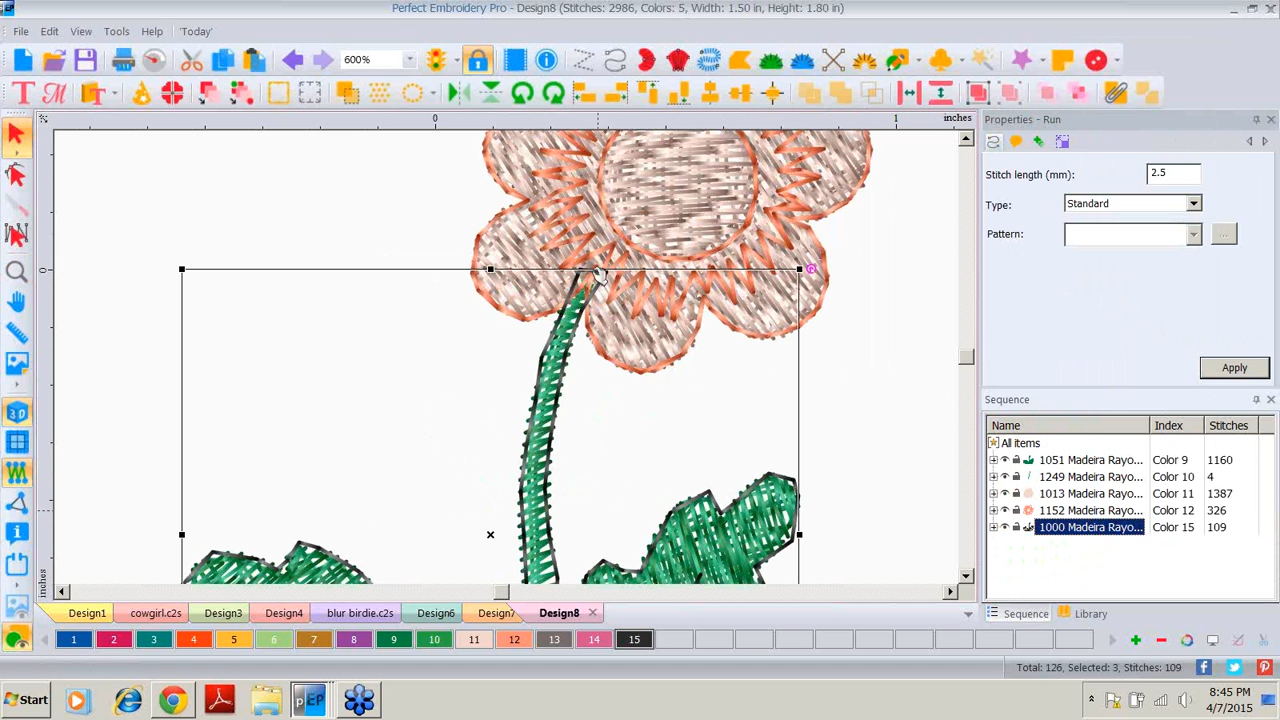 Perfect Embroidery Pro - Design8 (Stitches: 2986, Colors: 5, Width: 1.50 in, Height: 1.80 in)
File Edit View Tools Help 'Today'
600%
0 1 inches
0
inches
Properties - Run
Stitch length (mm): 2.5
Type: Standard
Pattern:
...
Apply
Sequence
Name Index Stitches
All items
1051 Madeira Rayo... Color 9 1160
1249 Madeira Rayo... Color 10 4
1013 Madeira Rayo... Color 11 1387
1152 Madeira Rayo... Color 12 326
1000 Madeira Rayo... Color 15 109
Sequence Library
Design1 cowgirl.c2s Design3 Design4 blur birdie.c2s Design6 Design7 Design8
1 2 3 4 5 6 7 8 9 10 11 12 13 14 15
Total: 126, Selected: 3, Stitches: 109
Start
pEP
8:45 PM
4/7/2015